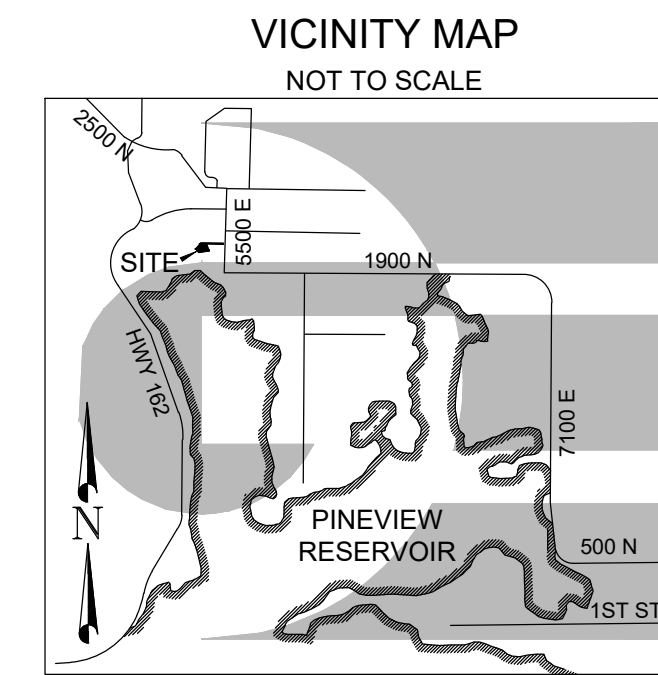 VICINITY MAP
NOT TO SCALE
2500 N
5500 E
SITE
1900 N
HWY 162
7100 E
N
PINEVIEW
RESERVOIR
500 N
1ST ST